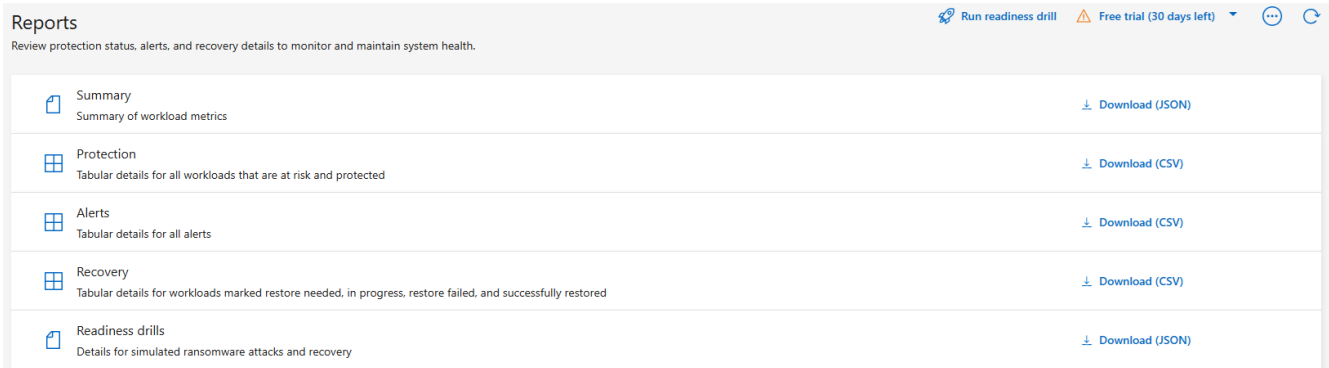 Reports
Run readiness drill
Free trial (30 days left)
Review protection status, alerts, and recovery details to monitor and maintain system health.
Summary
Summary of workload metrics
Download (JSON)
Protection
Tabular details for all workloads that are at risk and protected
Download (CSV)
Alerts
Tabular details for all alerts
Download (CSV)
Recovery
Tabular details for workloads marked restore needed, in progress, restore failed, and successfully restored
Download (CSV)
Readiness drills
Details for simulated ransomware attacks and recovery
Download (JSON)